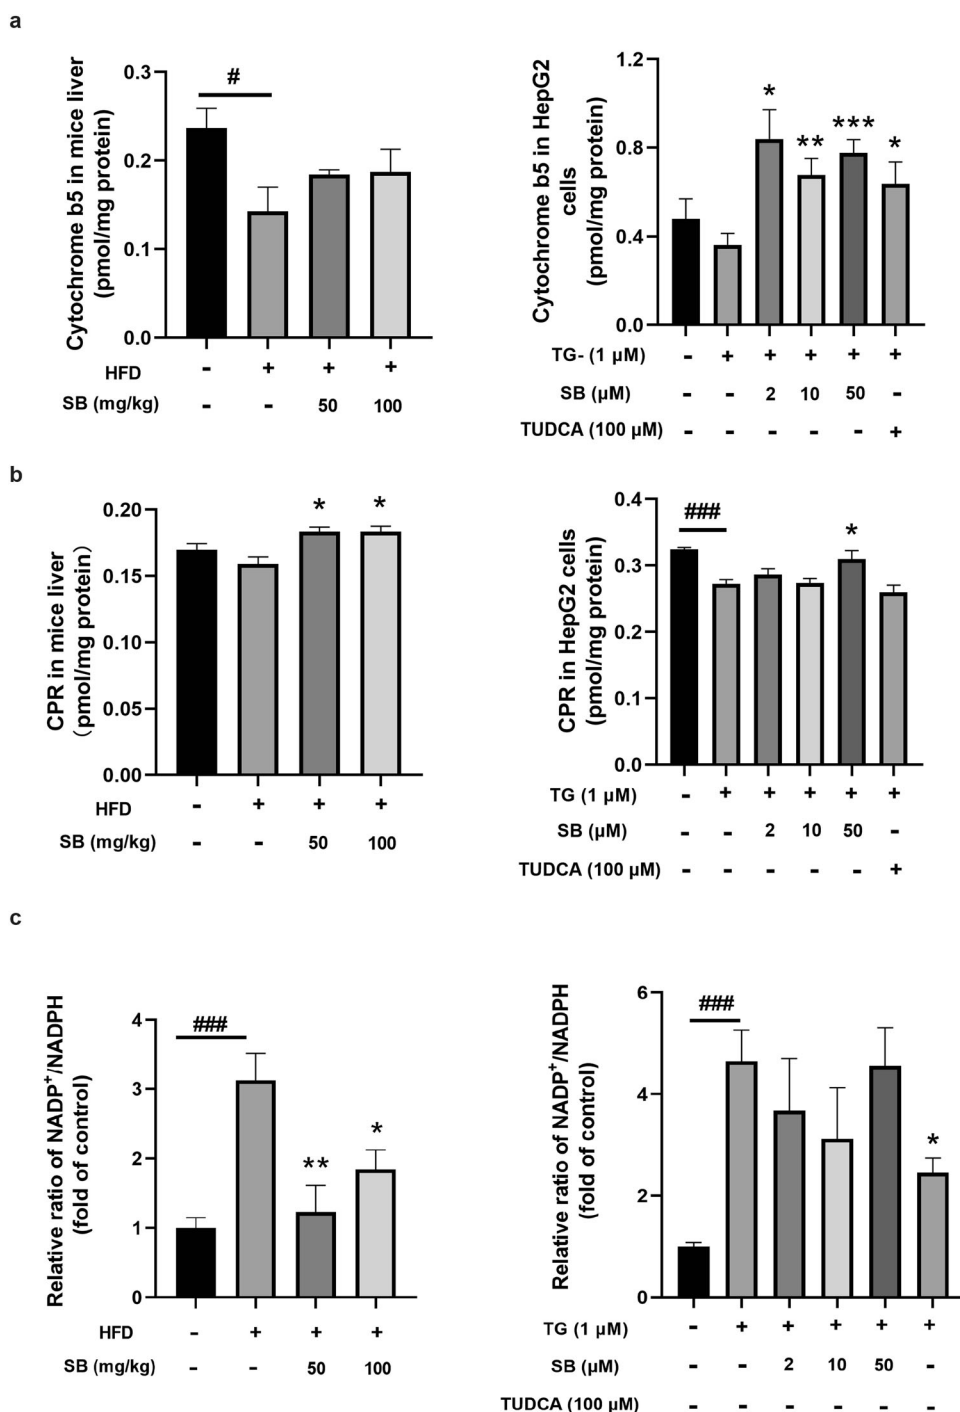 a
Cytochrome b5 in mice liver
(pmol/mg protein)
0.3
0.2
0.1
0.0
#
HFD - + + +
SB (mg/kg) - - 50 100
Cytochrome b5 in HepG2
cells
(pmol/mg protein)
1.2
0.8
0.4
0.0
* ** *** *
TG- (1 µM) - + + + + +
SB (µM) - - 2 10 50 -
TUDCA (100 µM) - - - - - +
b
CPR in mice liver
(pmol/mg protein)
0.20
0.15
0.10
0.05
0.00
* *
HFD - + + +
SB (mg/kg) - - 50 100
CPR in HepG2 cells
(pmol/mg protein)
0.4
0.3
0.2
0.1
0.0
### *
TG (1 µM) - + + + + +
SB (µM) - - 2 10 50 -
TUDCA (100 µM) - - - - - +
c
Relative ratio of NADP⁺/NADPH
(fold of control)
4
3
2
1
0
### ** *
HFD - + + +
SB (mg/kg) - - 50 100
Relative ratio of NADP⁺/NADPH
(fold of control)
6
4
2
0
### *
TG (1 µM) - + + + + +
SB (µM) - - 2 10 50 -
TUDCA (100 µM) - - - - - -